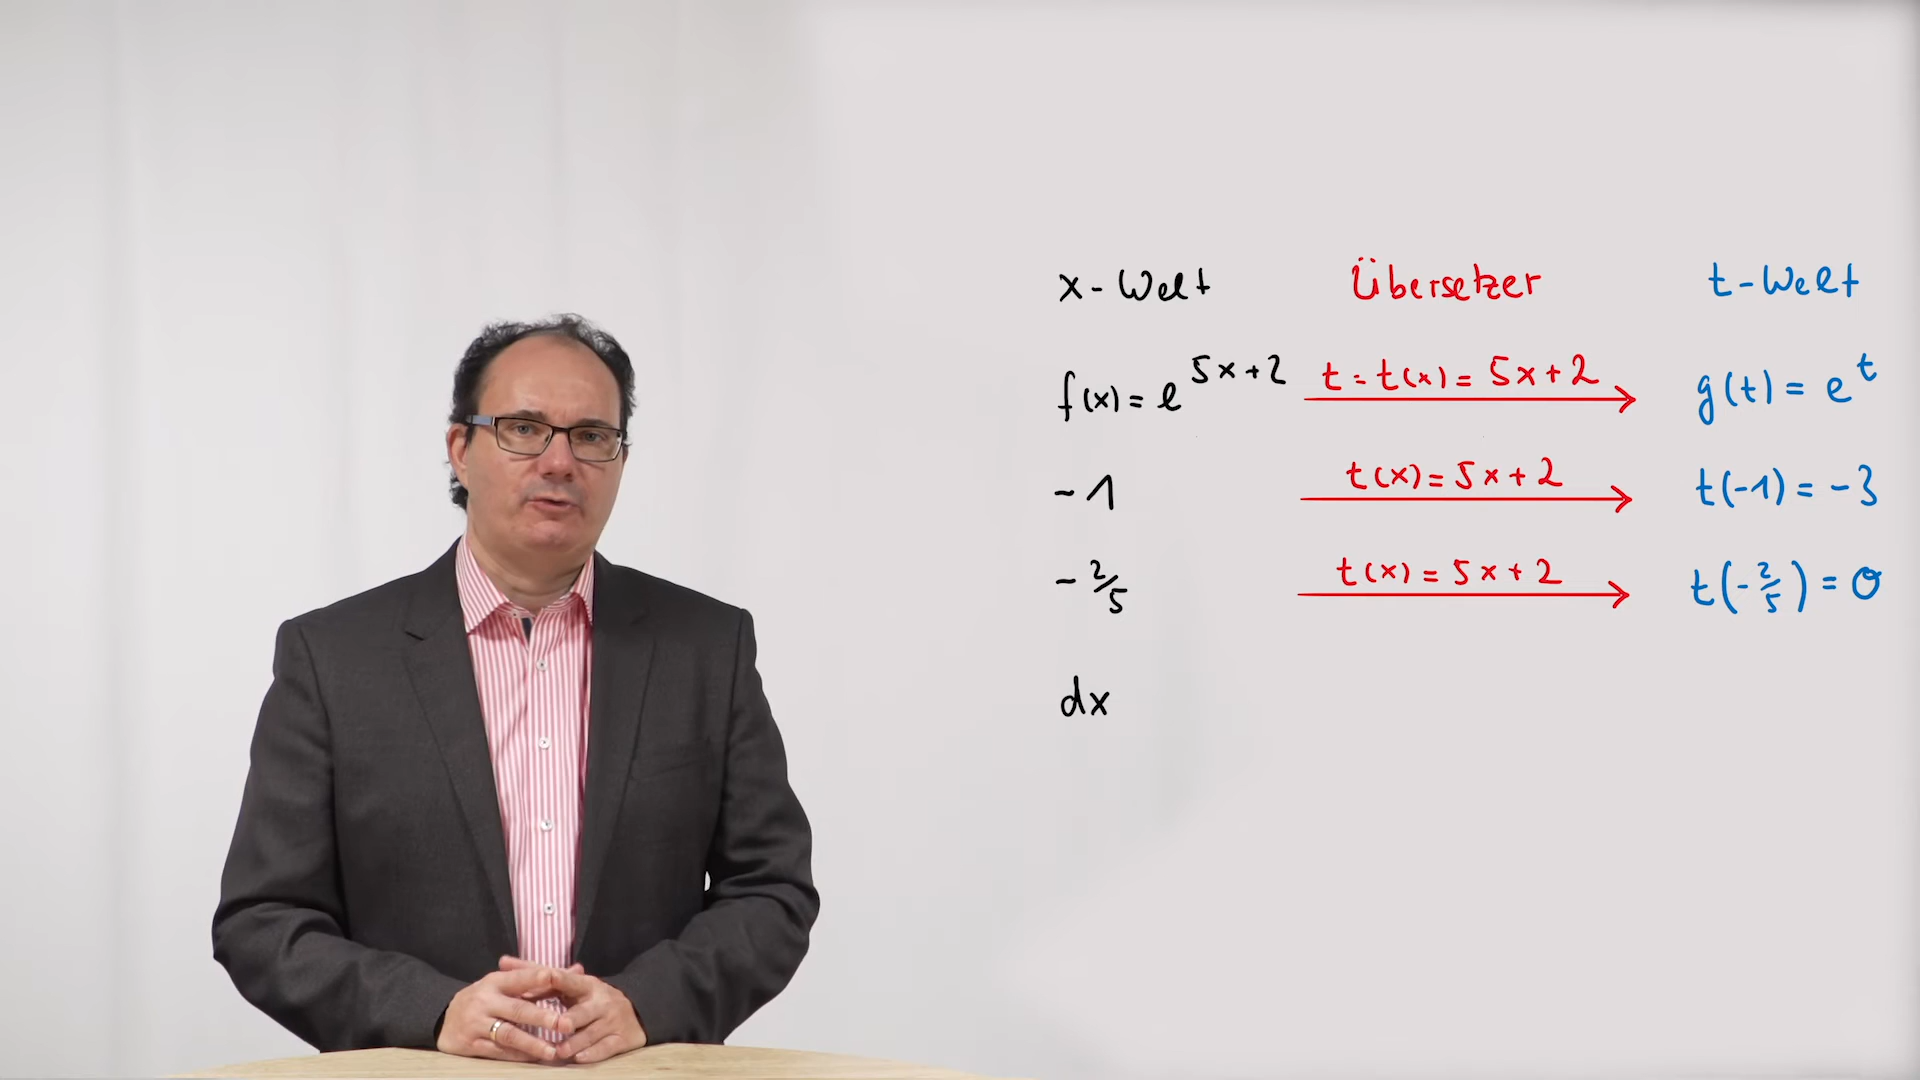 x-Welt Übersetzer t-Welt
f(x) = e^{5x+2} t = t(x) = 5x+2 g(t) = e^t
-1 t(x) = 5x+2 t(-1) = -3
-2/5 t(x) = 5x+2 t(-2/5) = 0
dx